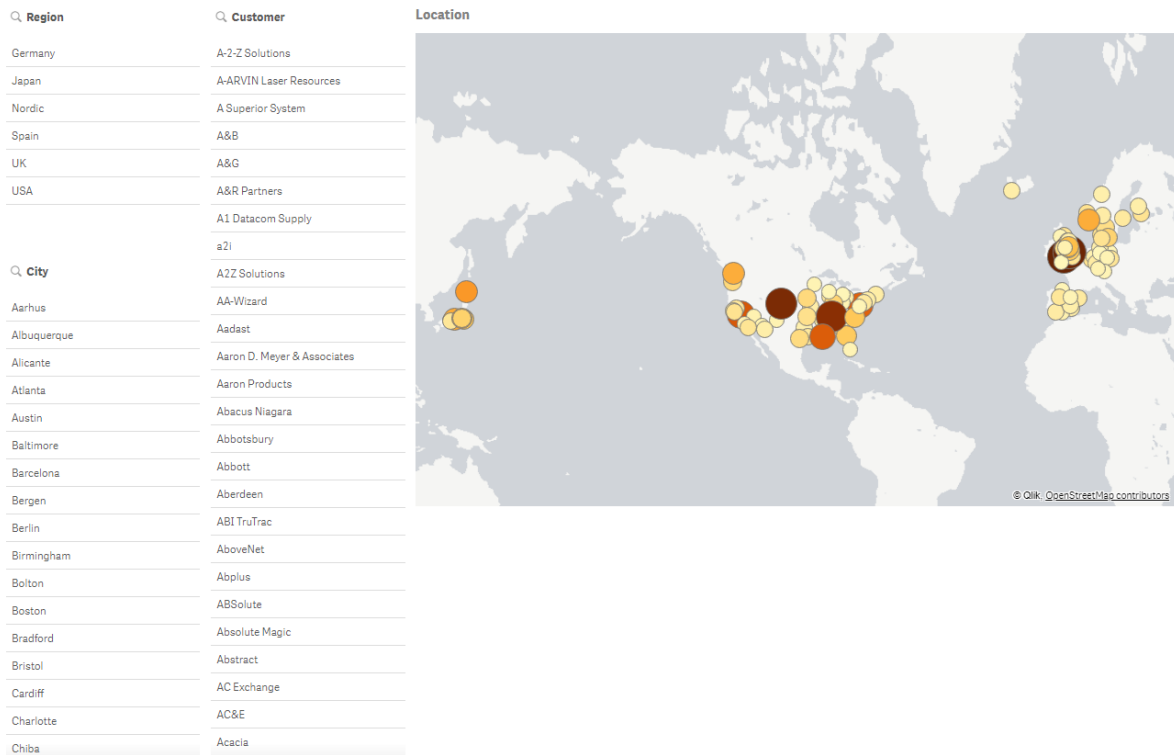 Region
Germany
Japan
Nordic
Spain
UK
USA
City
Aarhus
Albuquerque
Alicante
Atlanta
Austin
Baltimore
Barcelona
Bergen
Berlin
Birmingham
Bolton
Boston
Bradford
Bristol
Cardiff
Charlotte
Chiba
Customer
A-2-Z Solutions
A-ARVIN Laser Resources
A Superior System
A&B
A&G
A&R Partners
A1 Datacom Supply
a2i
A2Z Solutions
AA-Wizard
Aadast
Aaron D. Meyer & Associates
Aaron Products
Abacus Niagara
Abbotsbury
Abbott
Aberdeen
ABI TruTrac
AboveNet
Abplus
ABSolute
Absolute Magic
Abstract
AC Exchange
AC&E
Acacia
Location
© Qlik, OpenStreetMap contributors